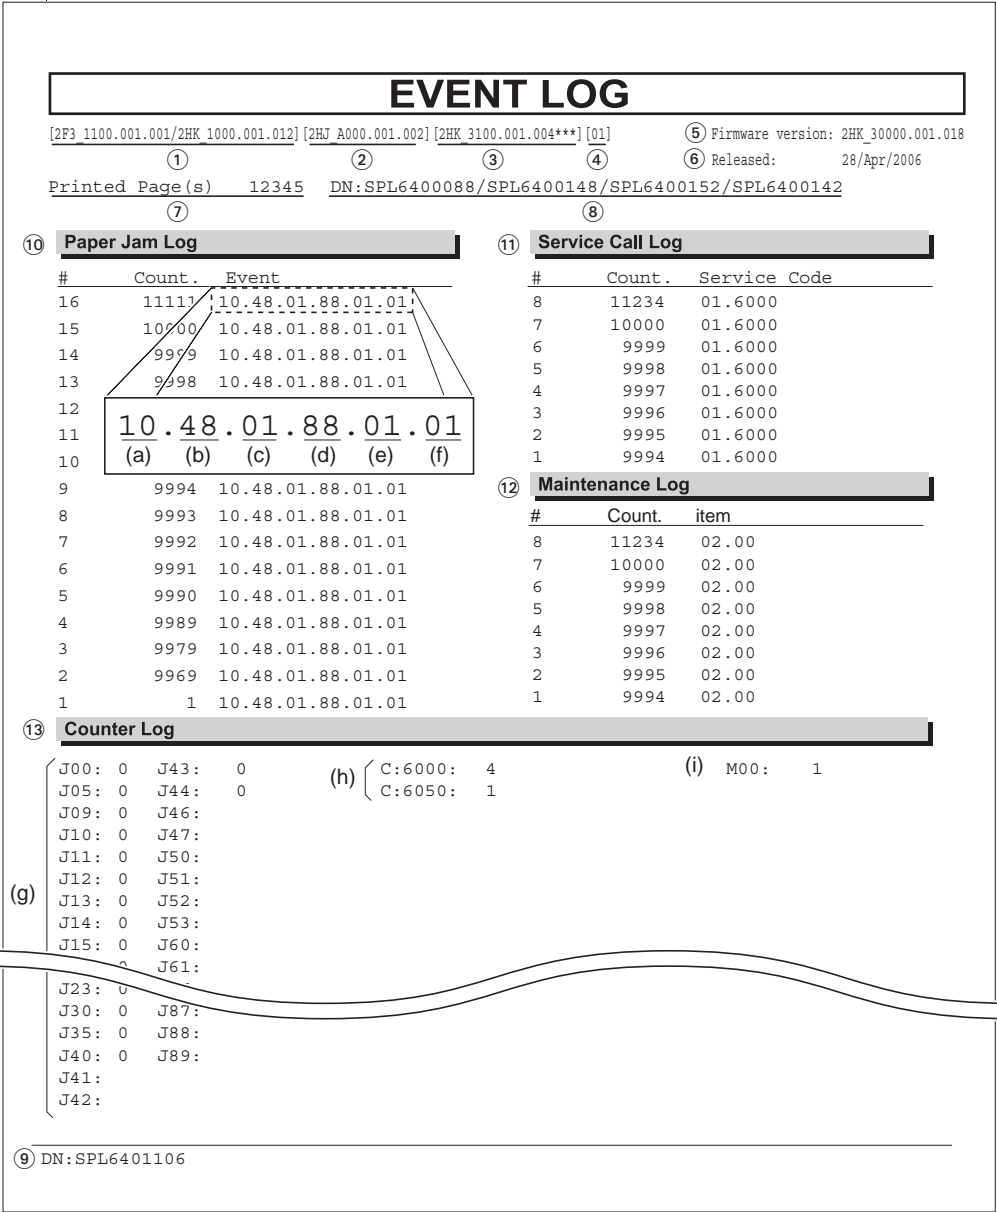 EVENT LOG
[2F3_1100.001.001/2HK_1000.001.012] [2HJ_A000.001.002] [2HK_3100.001.004***] [01] ⑤ Firmware version: 2HK_30000.001.018
① ② ③ ④ ⑥ Released: 28/Apr/2006
Printed Page(s) 12345 DN:SPL6400088/SPL6400148/SPL6400152/SPL6400142
⑦ ⑧
⑩ Paper Jam Log
# Count. Event
16 11111 10.48.01.88.01.01
15 10000 10.48.01.88.01.01
14 9999 10.48.01.88.01.01
13 9998 10.48.01.88.01.01
12
11
10
10.48.01.88.01.01
(a) (b) (c) (d) (e) (f)
9 9994 10.48.01.88.01.01
8 9993 10.48.01.88.01.01
7 9992 10.48.01.88.01.01
6 9991 10.48.01.88.01.01
5 9990 10.48.01.88.01.01
4 9989 10.48.01.88.01.01
3 9979 10.48.01.88.01.01
2 9969 10.48.01.88.01.01
1 1 10.48.01.88.01.01
⑪ Service Call Log
# Count. Service Code
8 11234 01.6000
7 10000 01.6000
6 9999 01.6000
5 9998 01.6000
4 9997 01.6000
3 9996 01.6000
2 9995 01.6000
1 9994 01.6000
⑫ Maintenance Log
# Count. item
8 11234 02.00
7 10000 02.00
6 9999 02.00
5 9998 02.00
4 9997 02.00
3 9996 02.00
2 9995 02.00
1 9994 02.00
⑬ Counter Log
(g)
J00: 0 J43: 0
J05: 0 J44: 0
J09: 0 J46:
J10: 0 J47:
J11: 0 J50:
J12: 0 J51:
J13: 0 J52:
J14: 0 J53:
J15: 0 J60:
J61:
J23: 0
J30: 0 J87:
J35: 0 J88:
J40: 0 J89:
J41:
J42:
(h)
C:6000: 4
C:6050: 1
(i) M00: 1
⑨ DN:SPL6401106